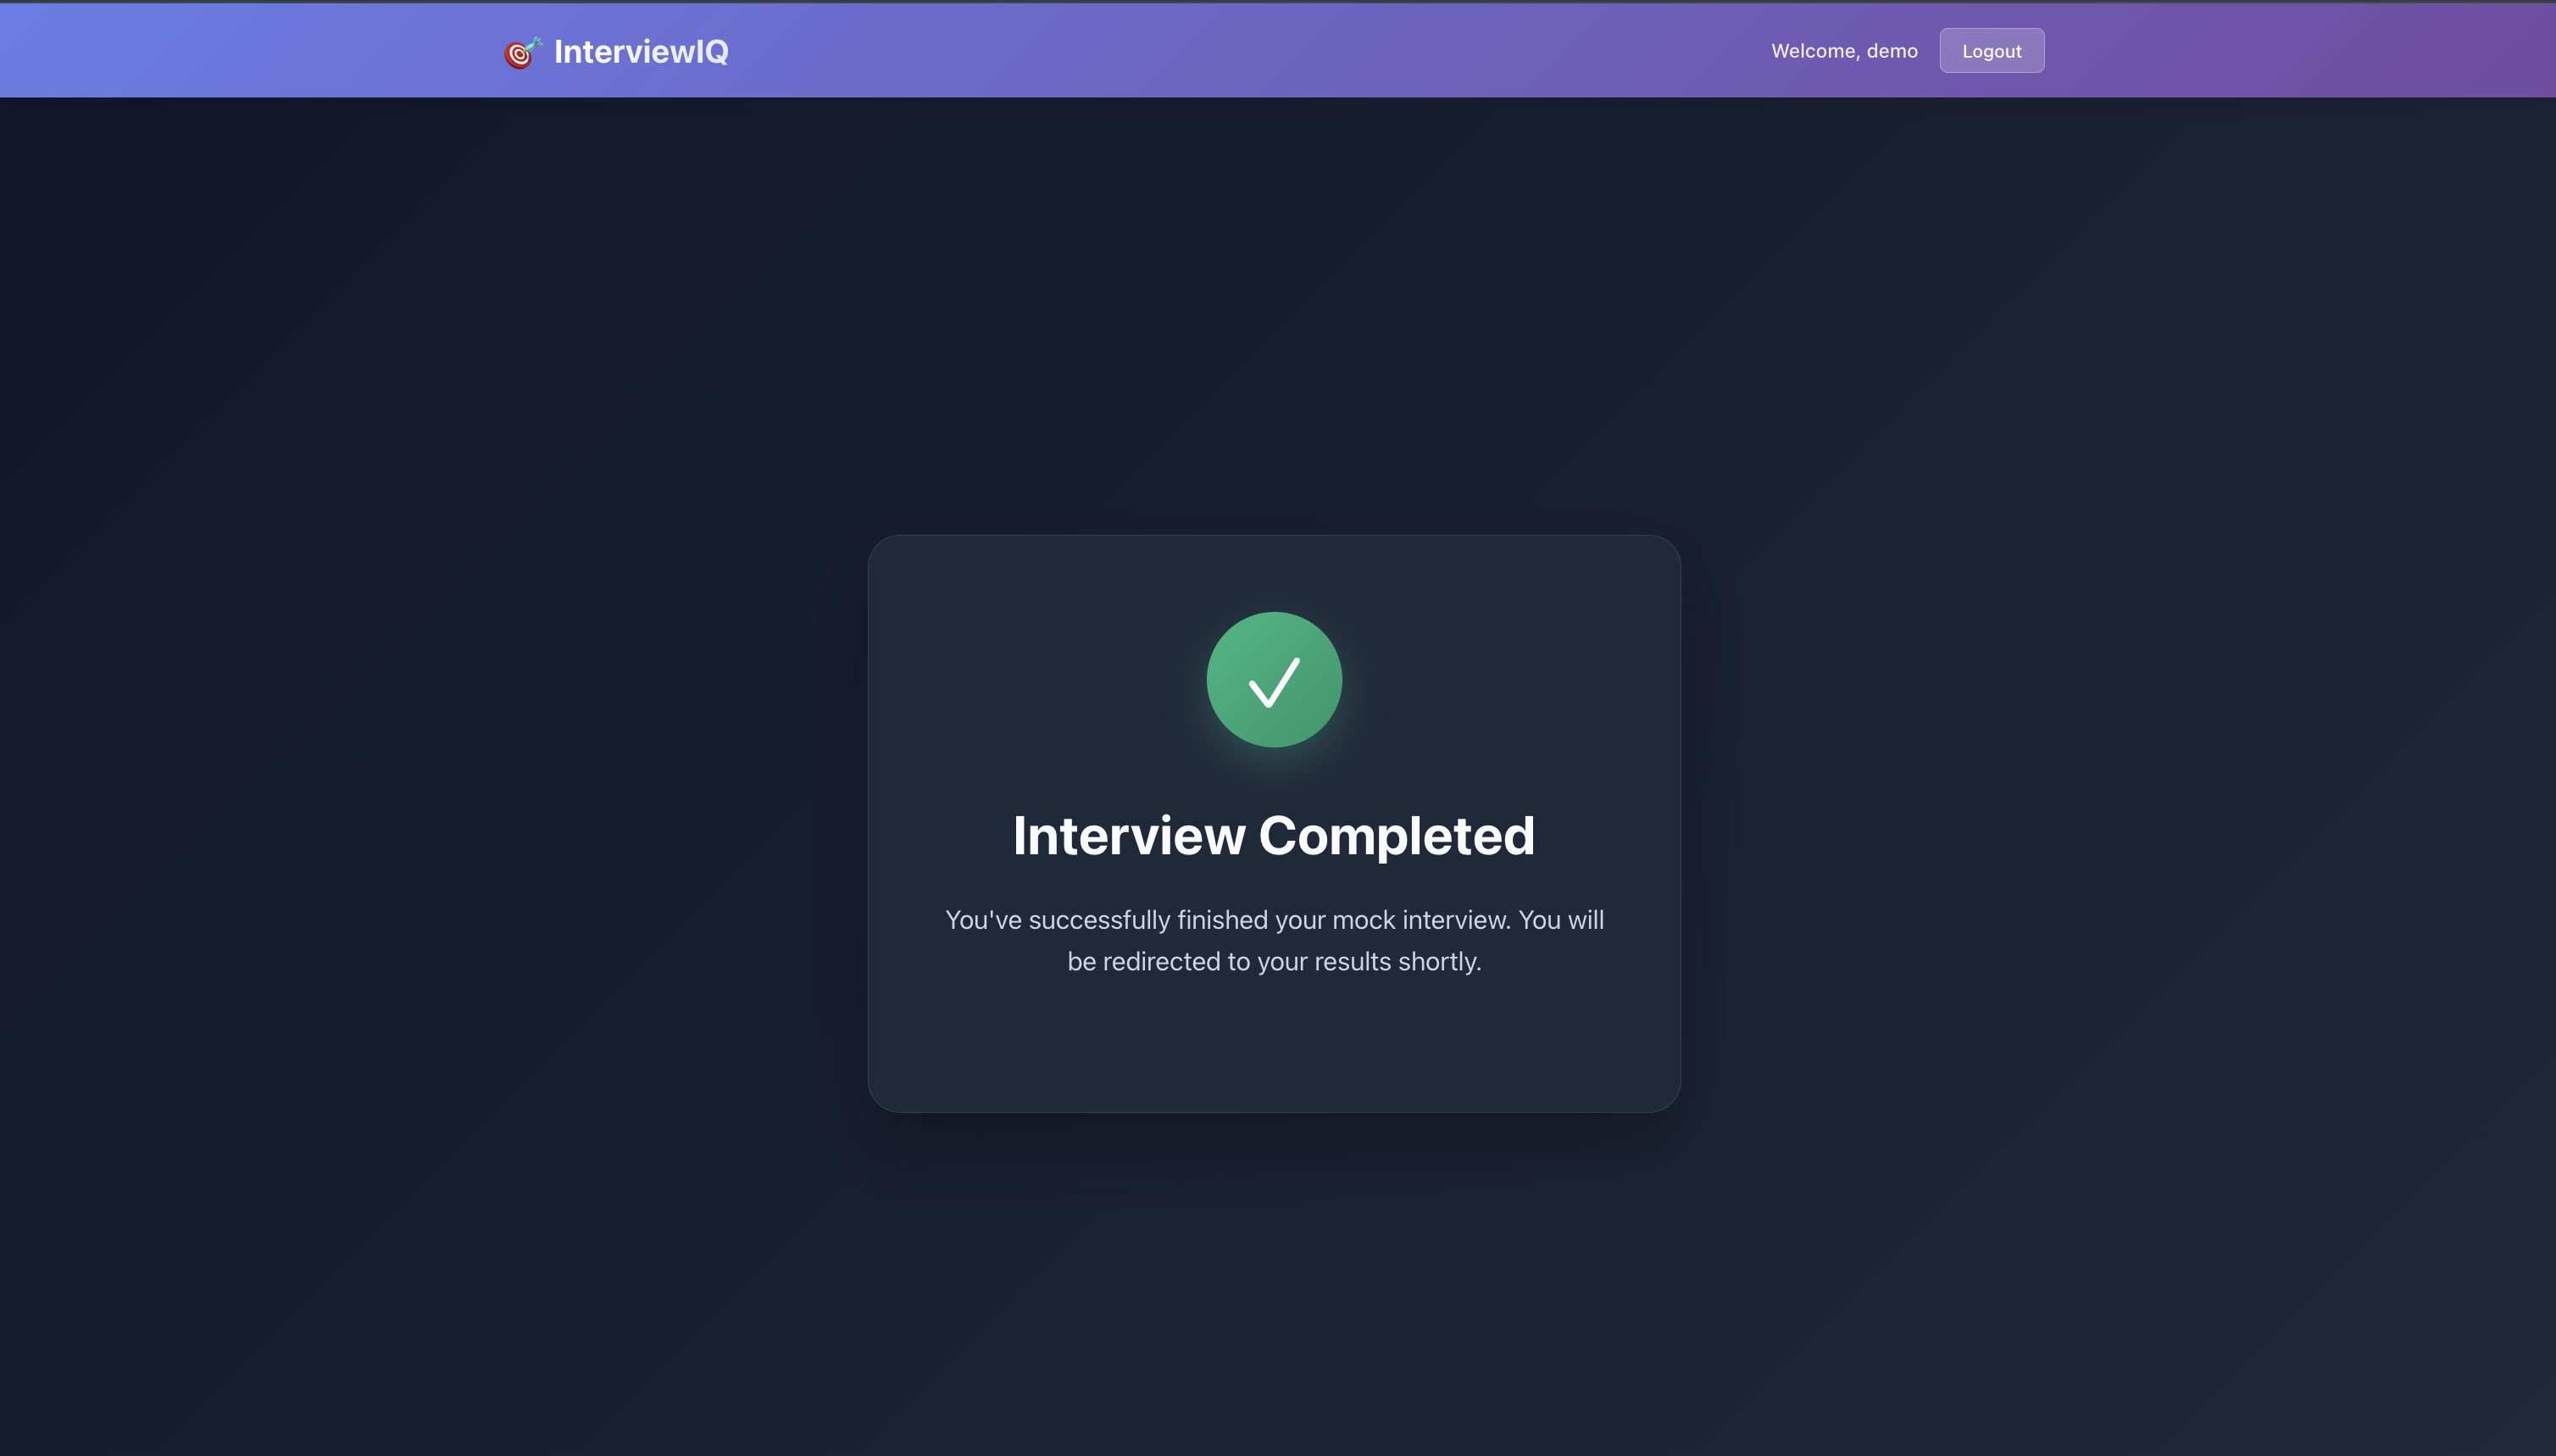 InterviewIQ
Welcome, demo
Logout
Interview Completed
You've successfully finished your mock interview. You will
be redirected to your results shortly.